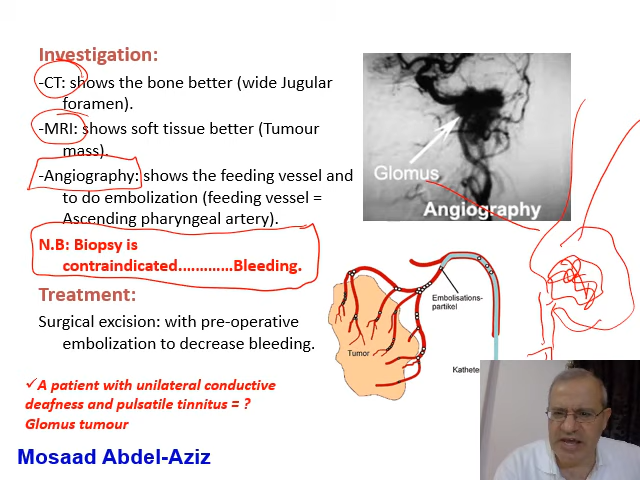 Investigation:
-CT: shows the bone better (wide Jugular
foramen).
-MRI: shows soft tissue better (Tumour
mass).
-Angiography: shows the feeding vessel and
to do embolization (feeding vessel =
Ascending pharyngeal artery).
N.B: Biopsy is
contraindicated.............Bleeding.
Treatment:
Surgical excision: with pre-operative
embolization to decrease bleeding.
✓A patient with unilateral conductive
deafness and pulsatile tinnitus = ?
Glomus tumour
Mosaad Abdel-Aziz
Glomus
Angiography
Embolisations-
partikel
Tumor
Kathete